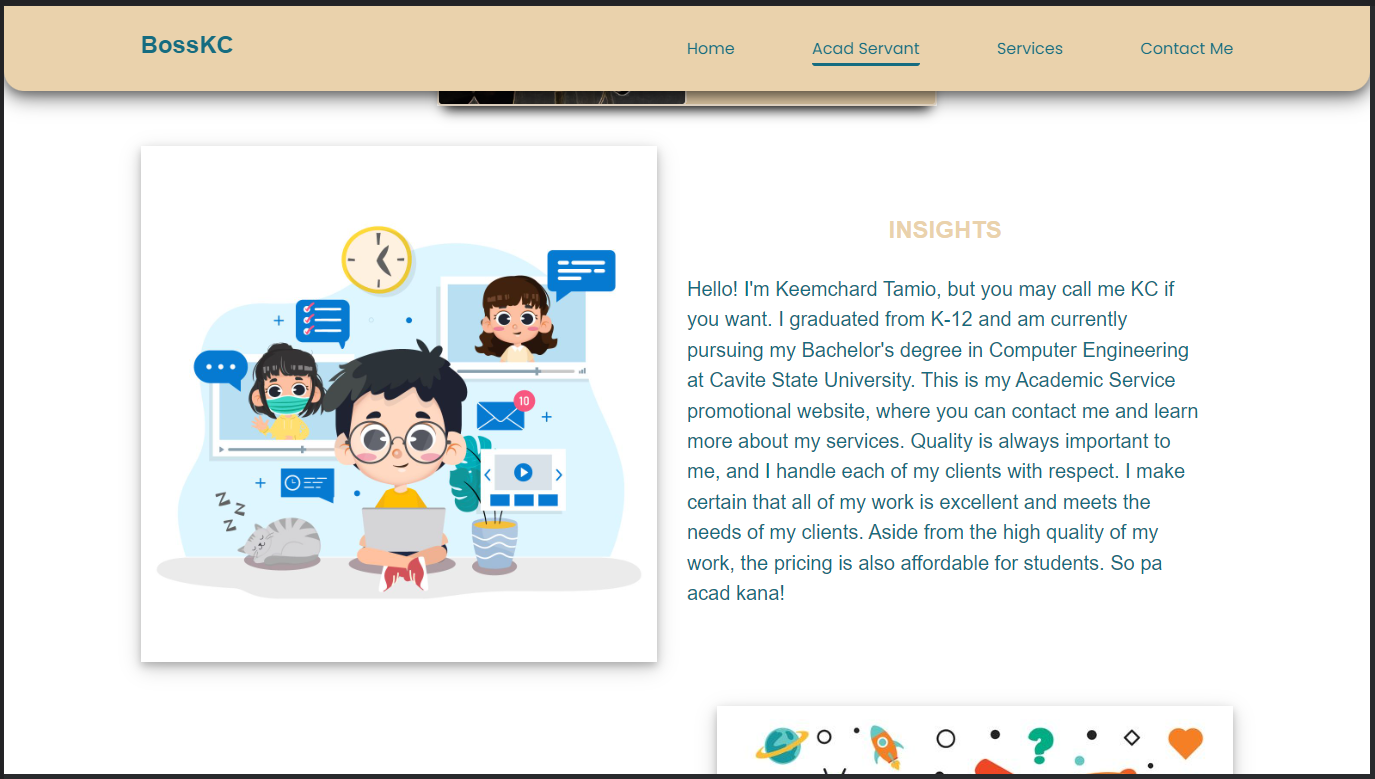 BossKC
Home
Acad Servant
Services
Contact Me
10
INSIGHTS
Hello! I'm Keemchard Tamio, but you may call me KC if
you want. I graduated from K-12 and am currently
pursuing my Bachelor's degree in Computer Engineering
at Cavite State University. This is my Academic Service
promotional website, where you can contact me and learn
more about my services. Quality is always important to
me, and I handle each of my clients with respect. I make
certain that all of my work is excellent and meets the
needs of my clients. Aside from the high quality of my
work, the pricing is also affordable for students. So pa
acad kana!
Z
Z
Z
?